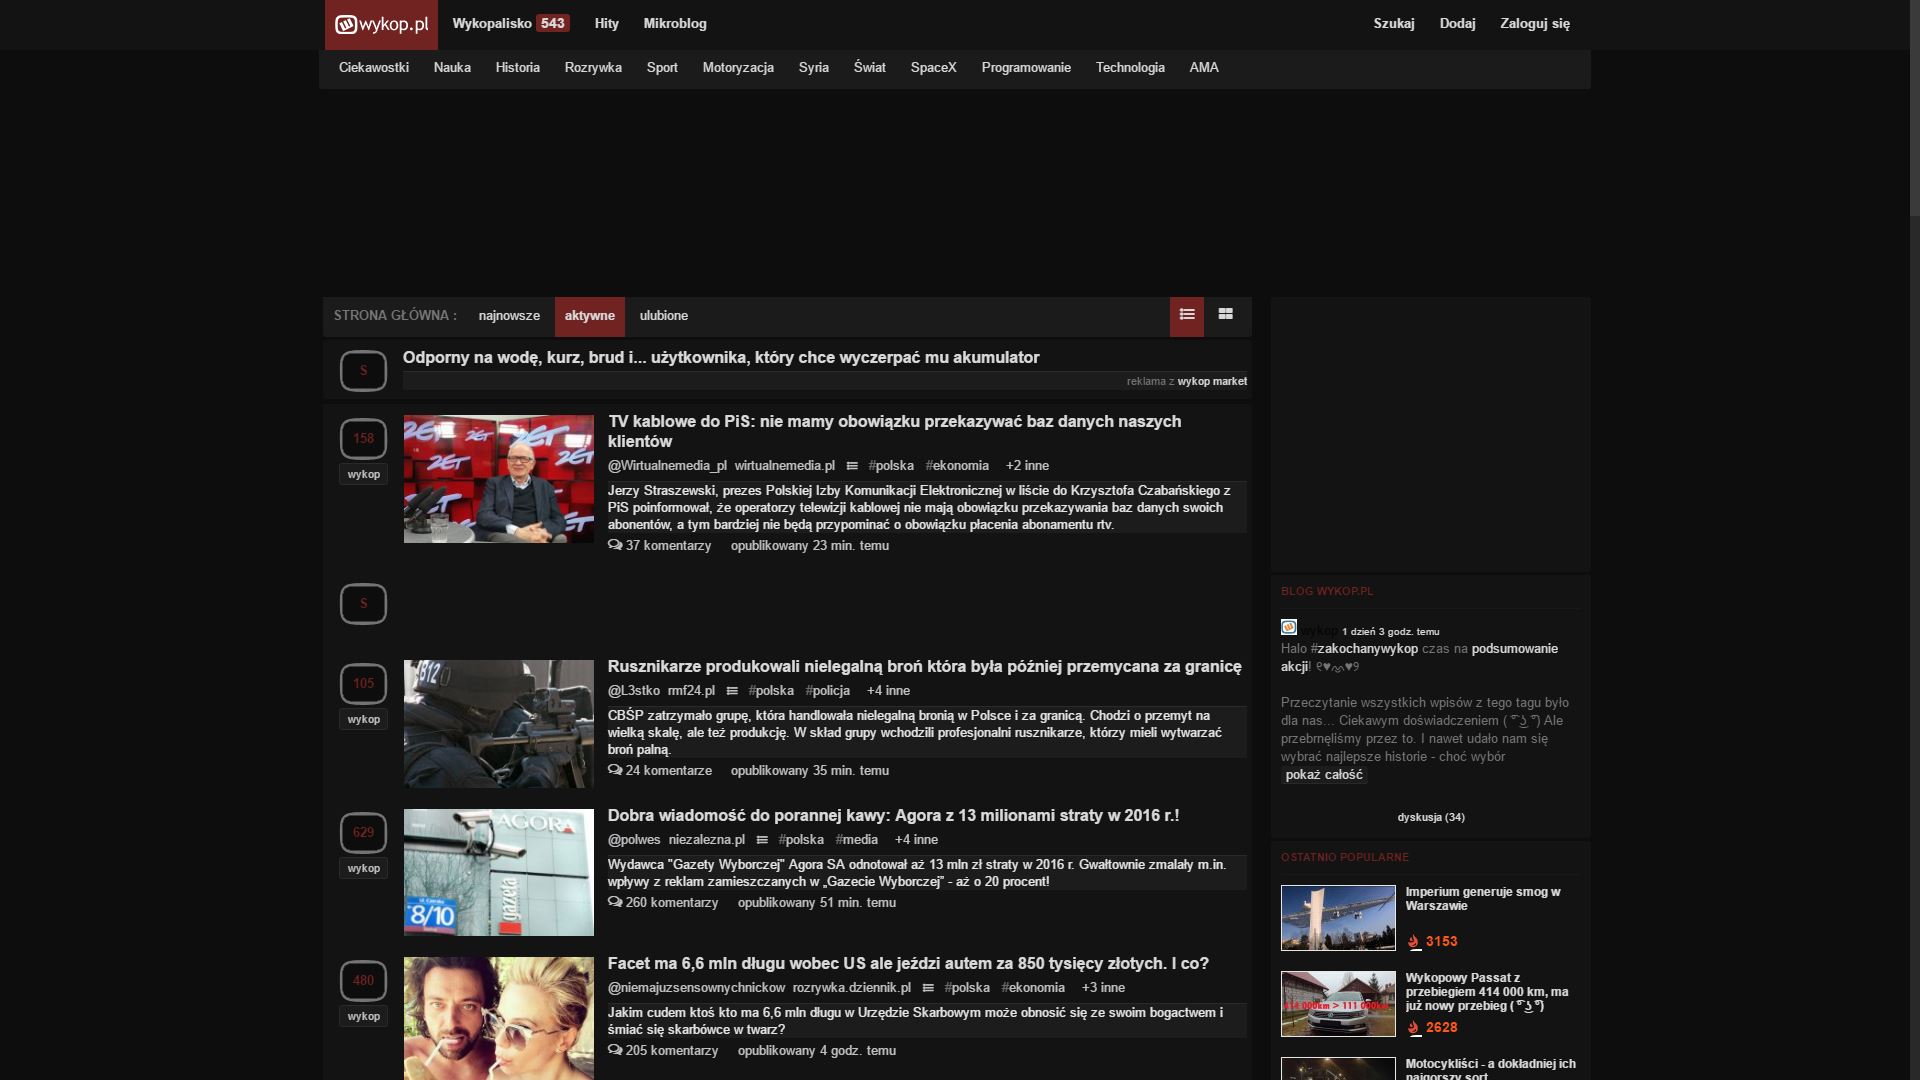 wykop.pl
Wykopalisko 543 Hity Mikroblog
Szukaj Dodaj Zaloguj się
Ciekawostki Nauka Historia Rozrywka Sport Motoryzacja Syria Świat SpaceX Programowanie Technologia AMA
STRONA GŁÓWNA : najnowsze aktywne ulubione
S
Odporny na wodę, kurz, brud i... użytkownika, który chce wyczerpać mu akumulator
reklama z wykop market
158
wykop
TV kablowe do PiS: nie mamy obowiązku przekazywać baz danych naszych
klientów
@Wirtualnemedia_pl wirtualnemedia.pl #polska #ekonomia +2 inne
Jerzy Straszewski, prezes Polskiej Izby Komunikacji Elektronicznej w liście do Krzysztofa Czabańskiego z
PiS poinformował, że operatorzy telewizji kablowej nie mają obowiązku przekazywania baz danych swoich
abonentów, a tym bardziej nie będą przypominać o obowiązku płacenia abonamentu rtv.
37 komentarzy opublikowany 23 min. temu
S
105
wykop
B12
Rusznikarze produkowali nielegalną broń która była później przemycana za granicę
@L3stko rmf24.pl #polska #policja +4 inne
CBŚP zatrzymało grupę, która handlowała nielegalną bronią w Polsce i za granicą. Chodzi o przemyt na
wielką skalę, ale też produkcję. W skład grupy wchodzili profesjonalni rusznikarze, którzy mieli wytwarzać
broń palną.
24 komentarze opublikowany 35 min. temu
629
wykop
AGORA
gazeta
8/10
Dobra wiadomość do porannej kawy: Agora z 13 milionami straty w 2016 r.!
@polwes niezalezna.pl #polska #media +4 inne
Wydawca "Gazety Wyborczej" Agora SA odnotował aż 13 mln zł straty w 2016 r. Gwałtownie zmalały m.in.
wpływy z reklam zamieszczanych w „Gazecie Wyborczej” - aż o 20 procent!
260 komentarzy opublikowany 51 min. temu
480
wykop
Facet ma 6,6 mln długu wobec US ale jeździ autem za 850 tysięcy złotych. I co?
@niemajuzsensownychnickow rozrywka.dziennik.pl #polska #ekonomia +3 inne
Jakim cudem ktoś kto ma 6,6 mln długu w Urzędzie Skarbowym może obnosić się ze swoim bogactwem i
śmiać się skarbówce w twarz?
205 komentarzy opublikowany 4 godz. temu
BLOG WYKOP.PL
wykop 1 dzień 3 godz. temu
Halo #zakochanywykop czas na podsumowanie
akcji!
Przeczytanie wszystkich wpisów z tego tagu było
dla nas... Ciekawym doświadczeniem ( ͡° ͜ʖ ͡°) Ale
przebrnęliśmy przez to. I nawet udało nam się
wybrać najlepsze historie - choć wybór
pokaż całość
dyskusja (34)
OSTATNIO POPULARNE
Imperium generuje smog w
Warszawie
3153
414 000km > 111 000km
Wykopowy Passat z
przebiegiem 414 000 km, ma
już nowy przebieg ( ͡° ͜ʖ ͡°)
2628
Motocykliści - a dokładniej ich
najgorszy sort